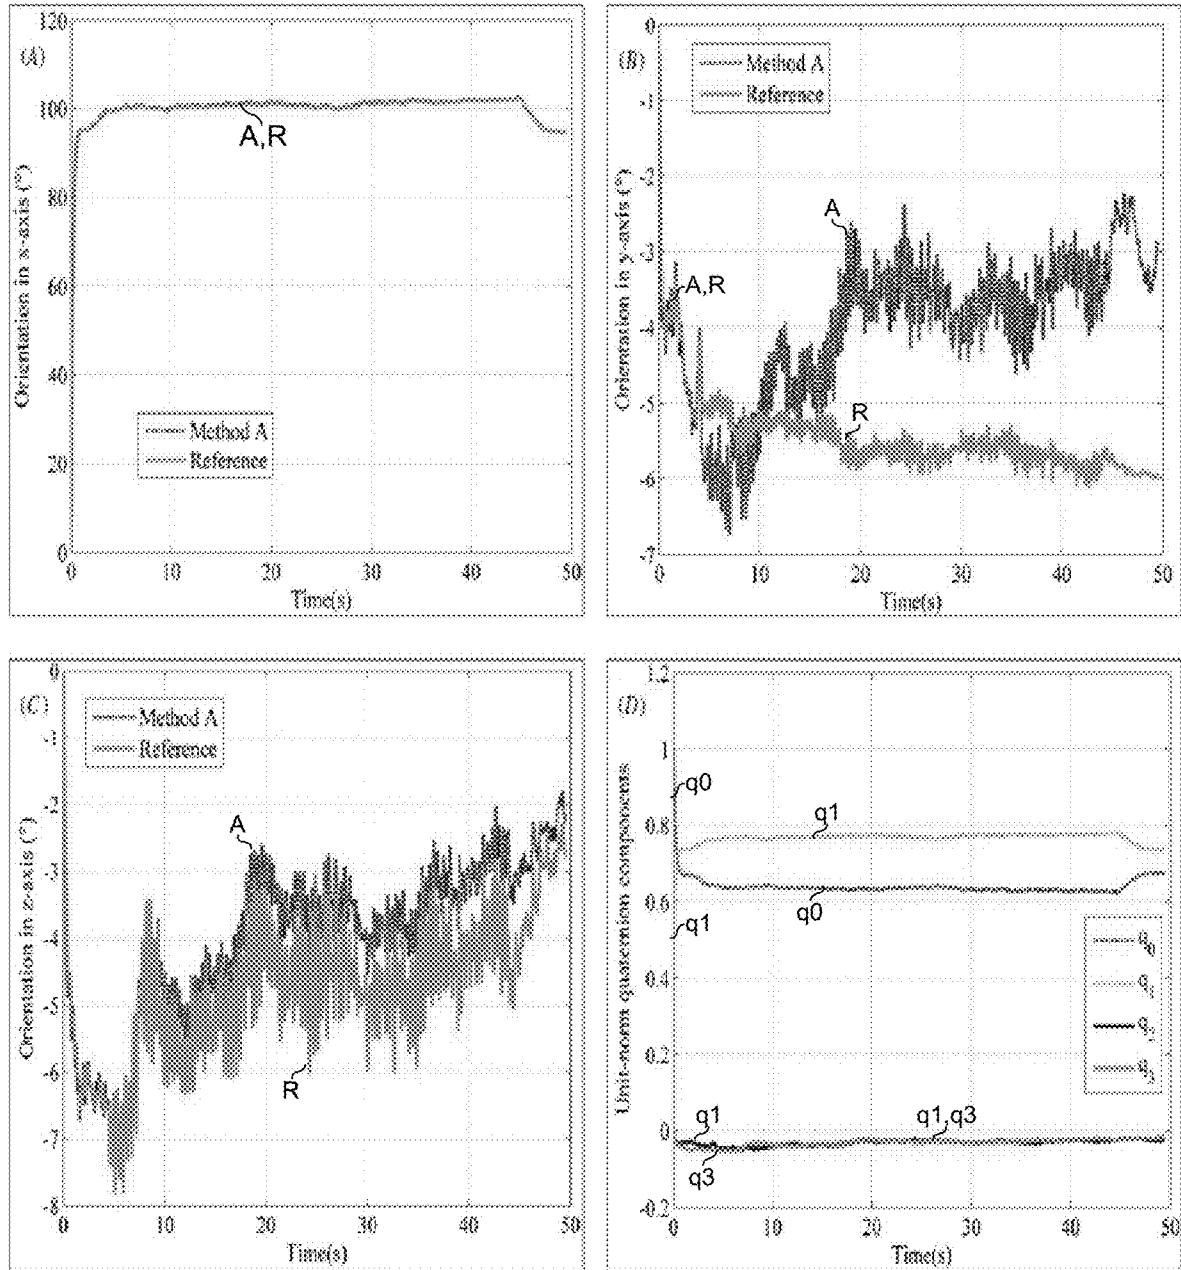 (A)
120
100
80
60
40
20
0
Orientation in x-axis (°)
A,R
Method A
Reference
0 10 20 30 40 50
Time(s)
(B)
0
-1
-2
-3
-4
-5
-6
-7
Orientation in y-axis (°)
Method A
Reference
A,R
A
R
0 10 20 30 40 50
Time(s)
(C)
0
-1
-2
-3
-4
-5
-6
-7
-8
Orientation in z-axis (°)
Method A
Reference
A
R
0 10 20 30 40 50
Time(s)
(D)
1.2
1
0.8
0.6
0.4
0.2
0
-0.2
Unit-norm quaternion components
q0
q1
q1
q0
q1
q3
q1,q3
q0
q1
q2
q3
0 10 20 30 40 50
Time(s)